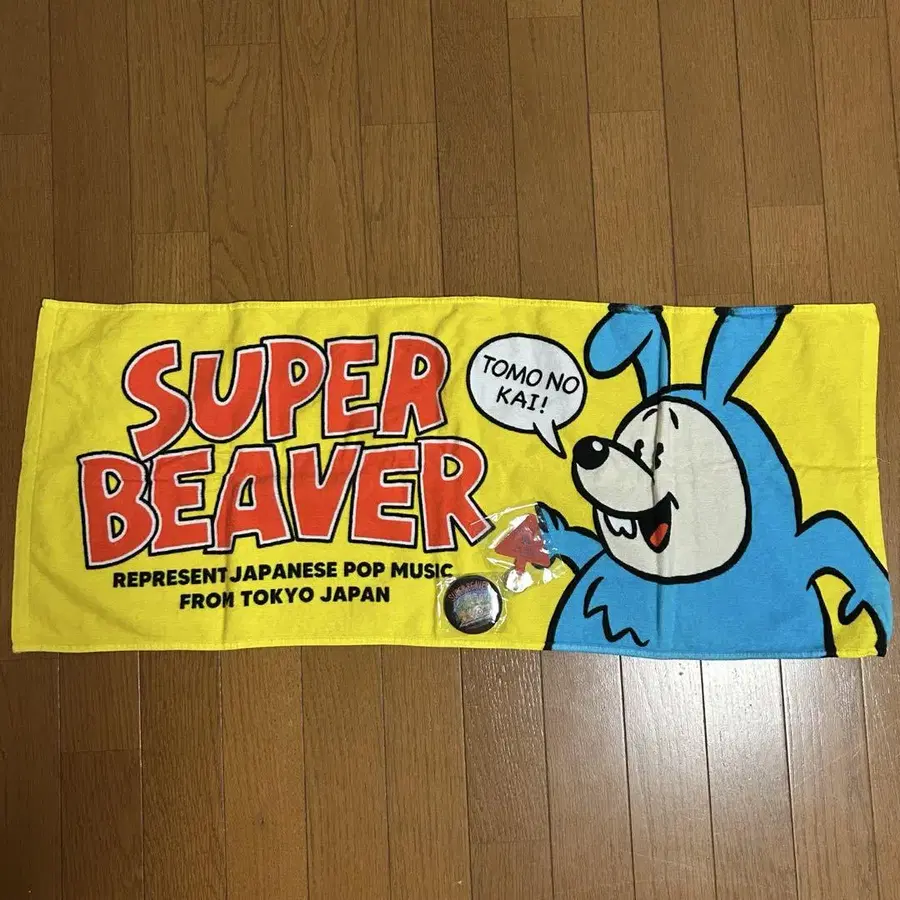 SUPER
BEAVER
REPRESENT JAPANESE POP MUSIC
FROM TOKYO JAPAN
TOMO NO
KAI!